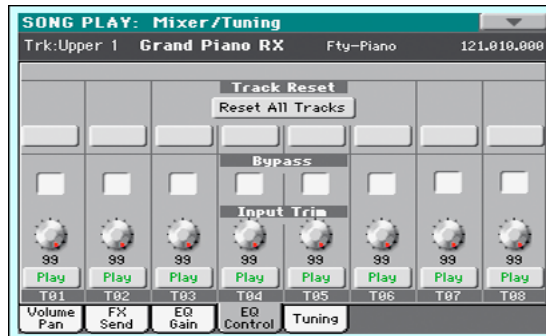 SONG PLAY: Mixer/Tuning
Trk:Upper 1 Grand Piano RX Fty-Piano 121.010.000
Track Reset
Reset All Tracks
Bypass
Input Trim
99 99 99 99 99 99 99 99
Play Play Play Play Play Play Play Play
T01 T02 T03 T04 T05 T06 T07 T08
Volume Pan FX Send EQ Gain EQ Control Tuning